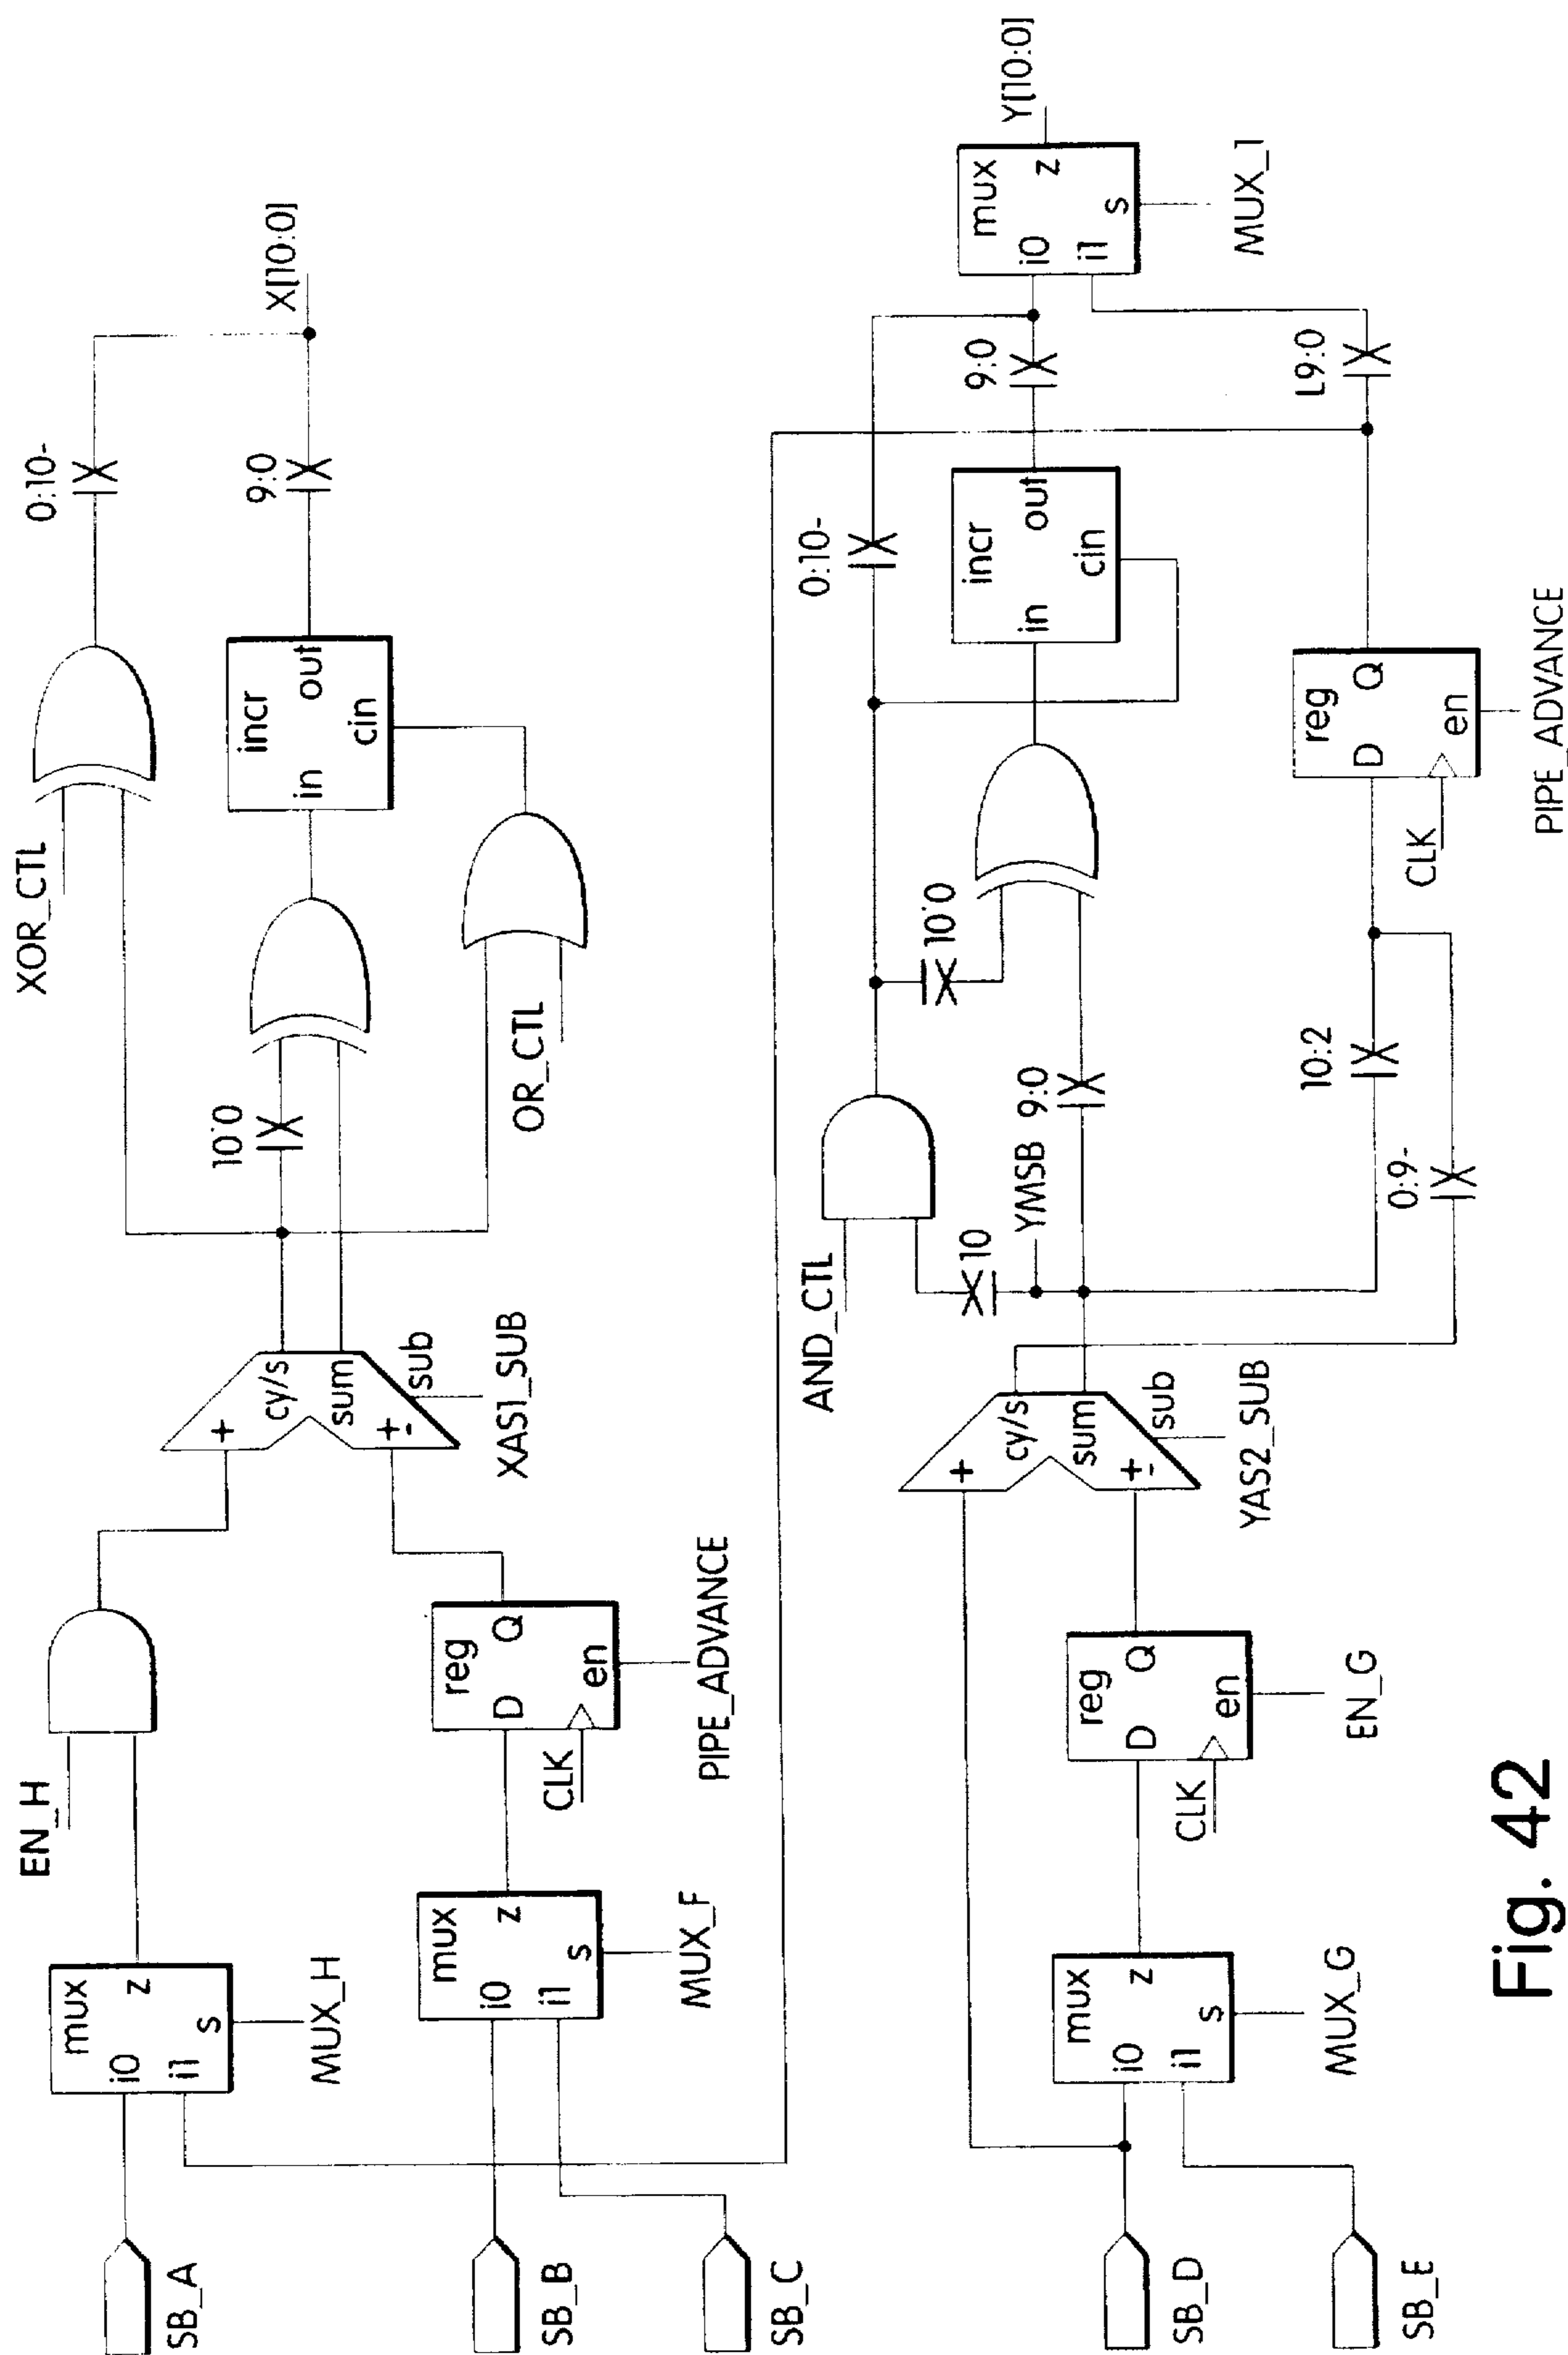 SB_A
mux
i0
z
i1
s
MUX_H
EN_H
SB_B
SB_C
mux
i0
z
i1
s
MUX_F
reg
D
Q
en
CLK
PIPE_ADVANCE
+
cy/s
sum
+
-
sub
XAS1_SUB
10'0
XOR_CTL
OR_CTL
incr
in
out
cin
0:10-
9:0
X[10:0]
SB_D
SB_E
mux
i0
z
i1
s
MUX_G
reg
D
Q
en
CLK
EN_G
+
cy/s
sum
+
-
sub
YAS2_SUB
AND_CTL
10
YMSB
9:0
10'0
10:2
0:9-
incr
in
out
cin
0:10-
9:0
reg
D
Q
en
CLK
PIPE_ADVANCE
L9:0
mux
i0
z
i1
s
MUX_1
Y[10:0]
Fig. 42